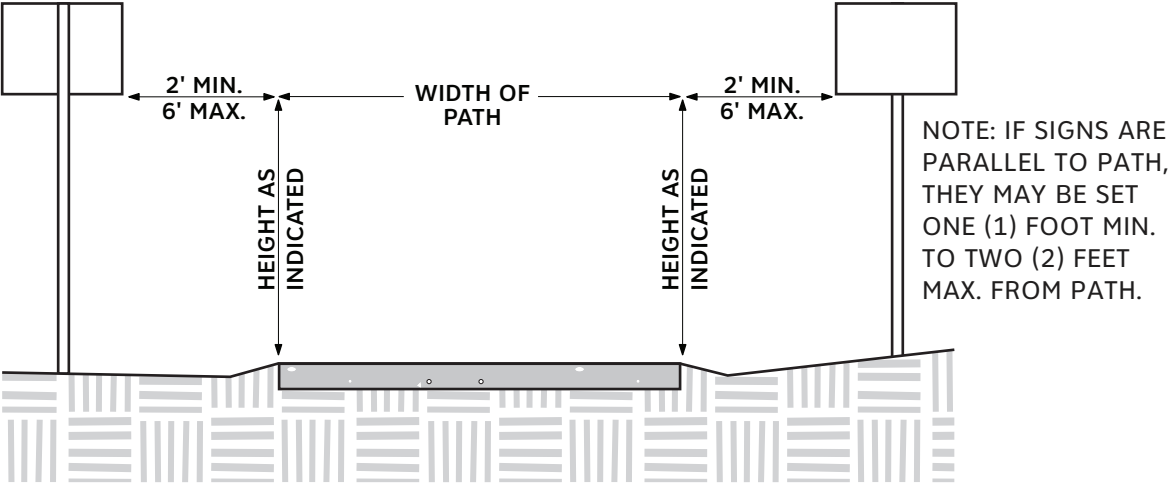 2' MIN.
6' MAX.
WIDTH OF
PATH
2' MIN.
6' MAX.
HEIGHT AS
INDICATED
HEIGHT AS
INDICATED
NOTE: IF SIGNS ARE
PARALLEL TO PATH,
THEY MAY BE SET
ONE (1) FOOT MIN.
TO TWO (2) FEET
MAX. FROM PATH.